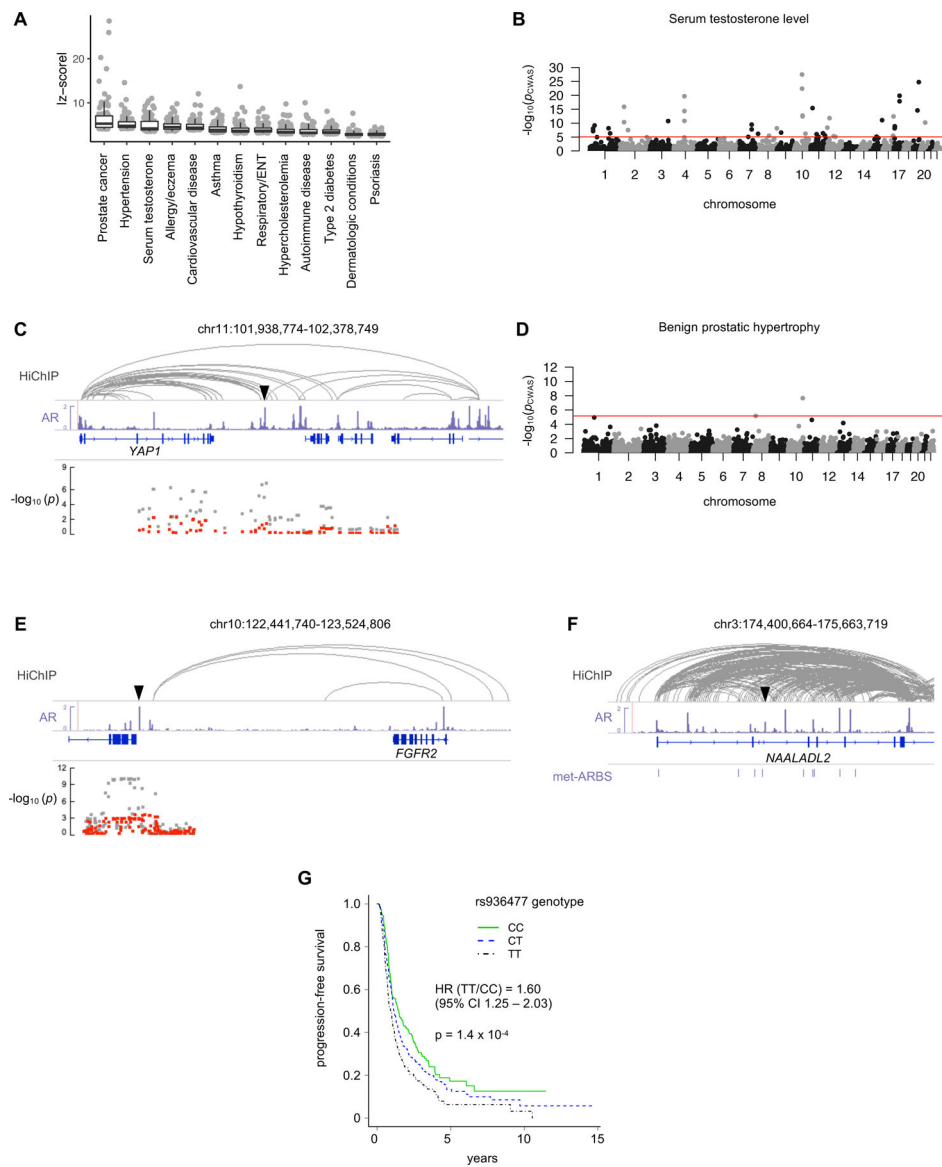 A
|z-score|
20
10
Prostate cancer
Hypertension
Serum testosterone
Allergy/eczema
Cardiovascular disease
Asthma
Hypothyroidism
Respiratory/ENT
Hypercholesterolemia
Autoimmune disease
Type 2 diabetes
Dermatologic conditions
Psoriasis
B
Serum testosterone level
-log10(pCWAS)
30
25
20
15
10
5
0
1 2 3 4 5 6 7 8 10 12 14 17 20
chromosome
C
chr11:101,938,774-102,378,749
HiChIP
AR
2
0
YAP1
-log10 (p)
9
6
4
2
0
D
Benign prostatic hypertrophy
-log10(pCWAS)
12
10
8
6
4
2
0
1 2 3 4 5 6 7 8 10 12 14 17 20
chromosome
E
chr10:122,441,740-123,524,806
HiChIP
AR
2
0
FGFR2
-log10 (p)
12
9
6
3
0
F
chr3:174,400,664-175,663,719
HiChIP
AR
2
0
NAALADL2
met-ARBS
G
rs936477 genotype
CC
CT
TT
HR (TT/CC) = 1.60
(95% CI 1.25 – 2.03)
p = 1.4 x 10-4
progression-free survival
1.0
0.8
0.6
0.4
0.2
0
0 5 10 15
years